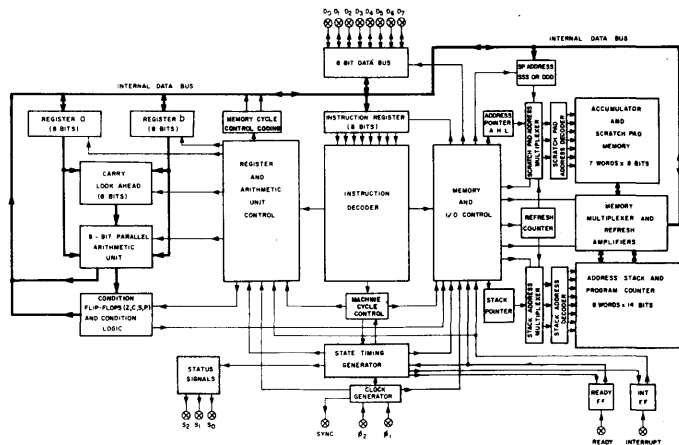 D0 D1 D2 D3 D4 D5 D6 D7
8 BIT DATA BUS
INTERNAL DATA BUS
INTERNAL DATA BUS
REGISTER a
(8 BITS)
REGISTER b
(8 BITS)
MEMORY CYCLE
CONTROL CODING
INSTRUCTION REGISTER
(8 BITS)
SP ADDRESS
SSS OR DDD
ADDRESS
POINTER
A H L
SCRATCH PAD ADDRESS
MULTIPLEXER
SCRATCH PAD
ADDRESS DECODER
ACCUMULATOR
AND
SCRATCH PAD
MEMORY
7 WORDS x 8 BITS
CARRY
LOOK AHEAD
(8 BITS)
REGISTER
AND
ARITHMETIC
UNIT
CONTROL
INSTRUCTION
DECODER
MEMORY
AND
I/O CONTROL
REFRESH
COUNTER
MEMORY
MULTIPLEXER AND
REFRESH
AMPLIFIERS
8-BIT PARALLEL
ARITHMETIC
UNIT
CONDITION
FLIP-FLOPS (Z,C,S,P)
AND CONDITION
LOGIC
MACHINE
CYCLE
CONTROL
STACK
POINTER
STACK ADDRESS
MULTIPLEXER
STACK ADDRESS
DECODER
ADDRESS STACK AND
PROGRAM COUNTER
8 WORDS x 14 BITS
STATE TIMING
GENERATOR
STATUS
SIGNALS
CLOCK
GENERATOR
READY
FF
INT
FF
S2 S1 S0
SYNC
ϕ2
ϕ1
READY
INTERRUPT